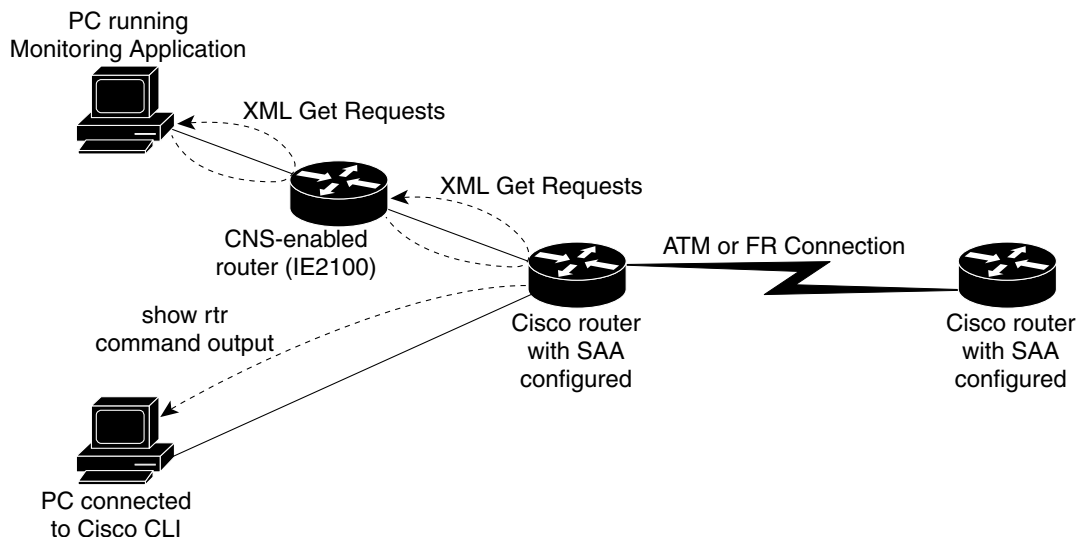 PC running
Monitoring Application
XML Get Requests
XML Get Requests
CNS-enabled
router (IE2100)
ATM or FR Connection
show rtr
command output
Cisco router
with SAA
configured
Cisco router
with SAA
configured
PC connected
to Cisco CLI